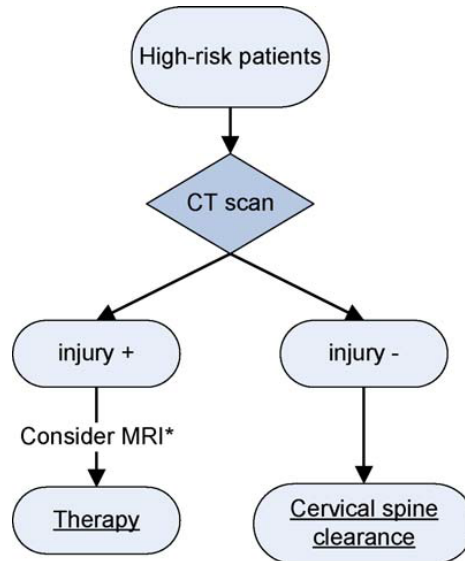 High-risk patients
CT scan
injury +
injury -
Consider MRI*
Therapy
Cervical spine
clearance